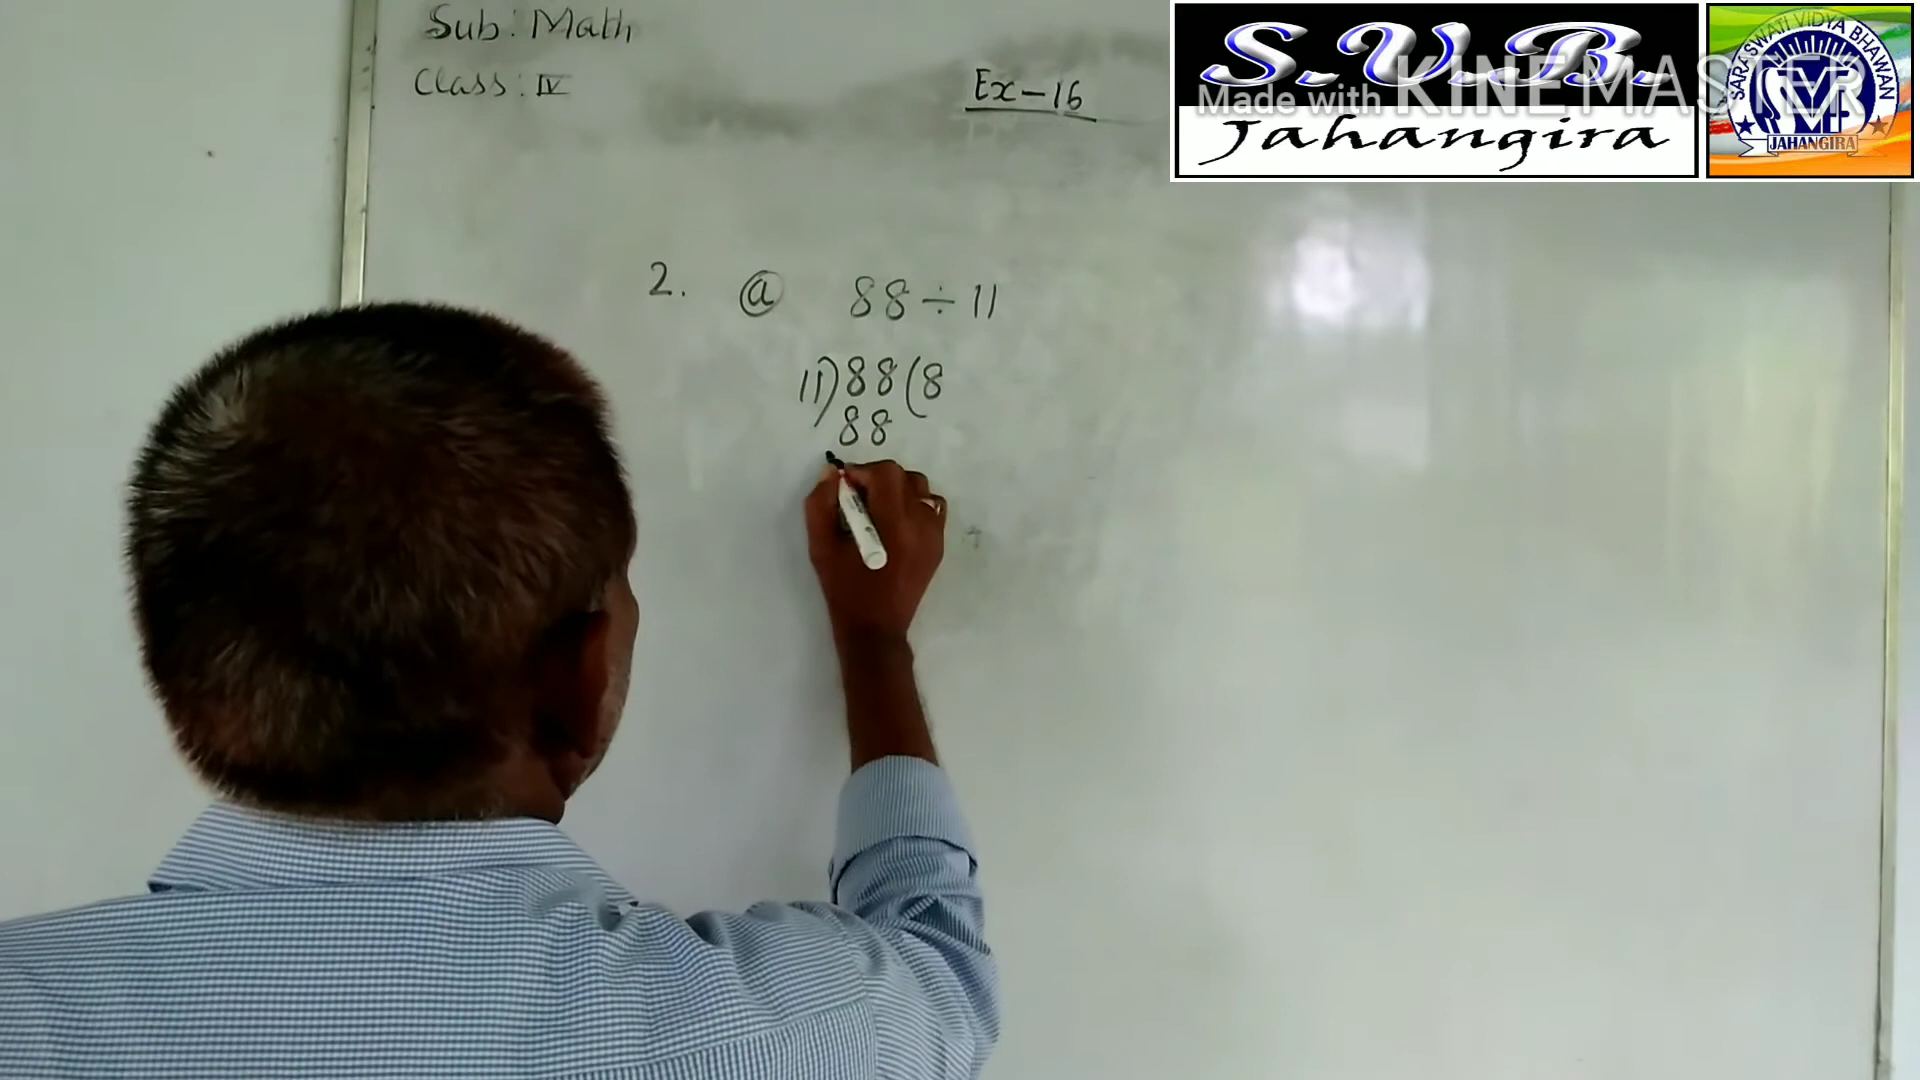 Sub: Math
Class: IV
Ex-16
S.V.B.
Made with KINEMASTER
Jahangira
SARASWATI VIDYA BHAWAN
JAHANGIRA
2. @ 88 ÷ 11
11)88(8
88